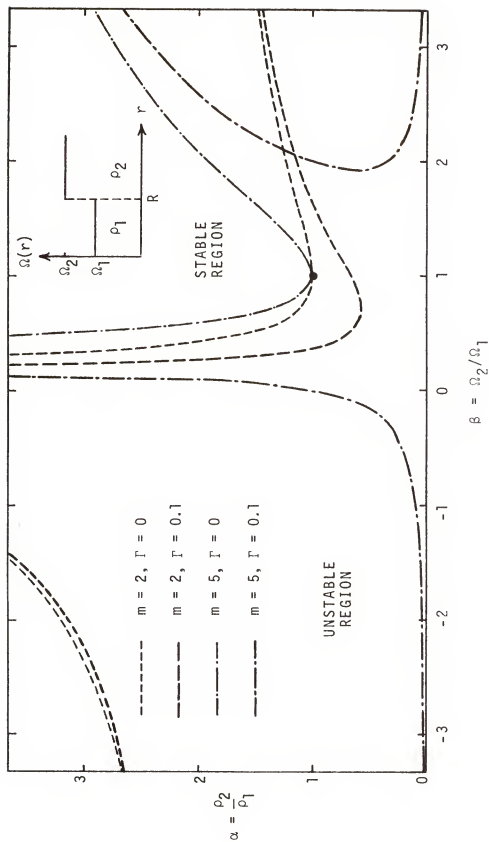 Ω(r)
Ω₂
Ω₁
ρ₁
ρ₂
R
r
STABLE
REGION
m = 2, Γ = 0
m = 2, Γ = 0.1
m = 5, Γ = 0
m = 5, Γ = 0.1
UNSTABLE
REGION
α = ρ₂/ρ₁
3
2
1
0
-3
-2
-1
0
1
2
3
β = Ω₂/Ω₁